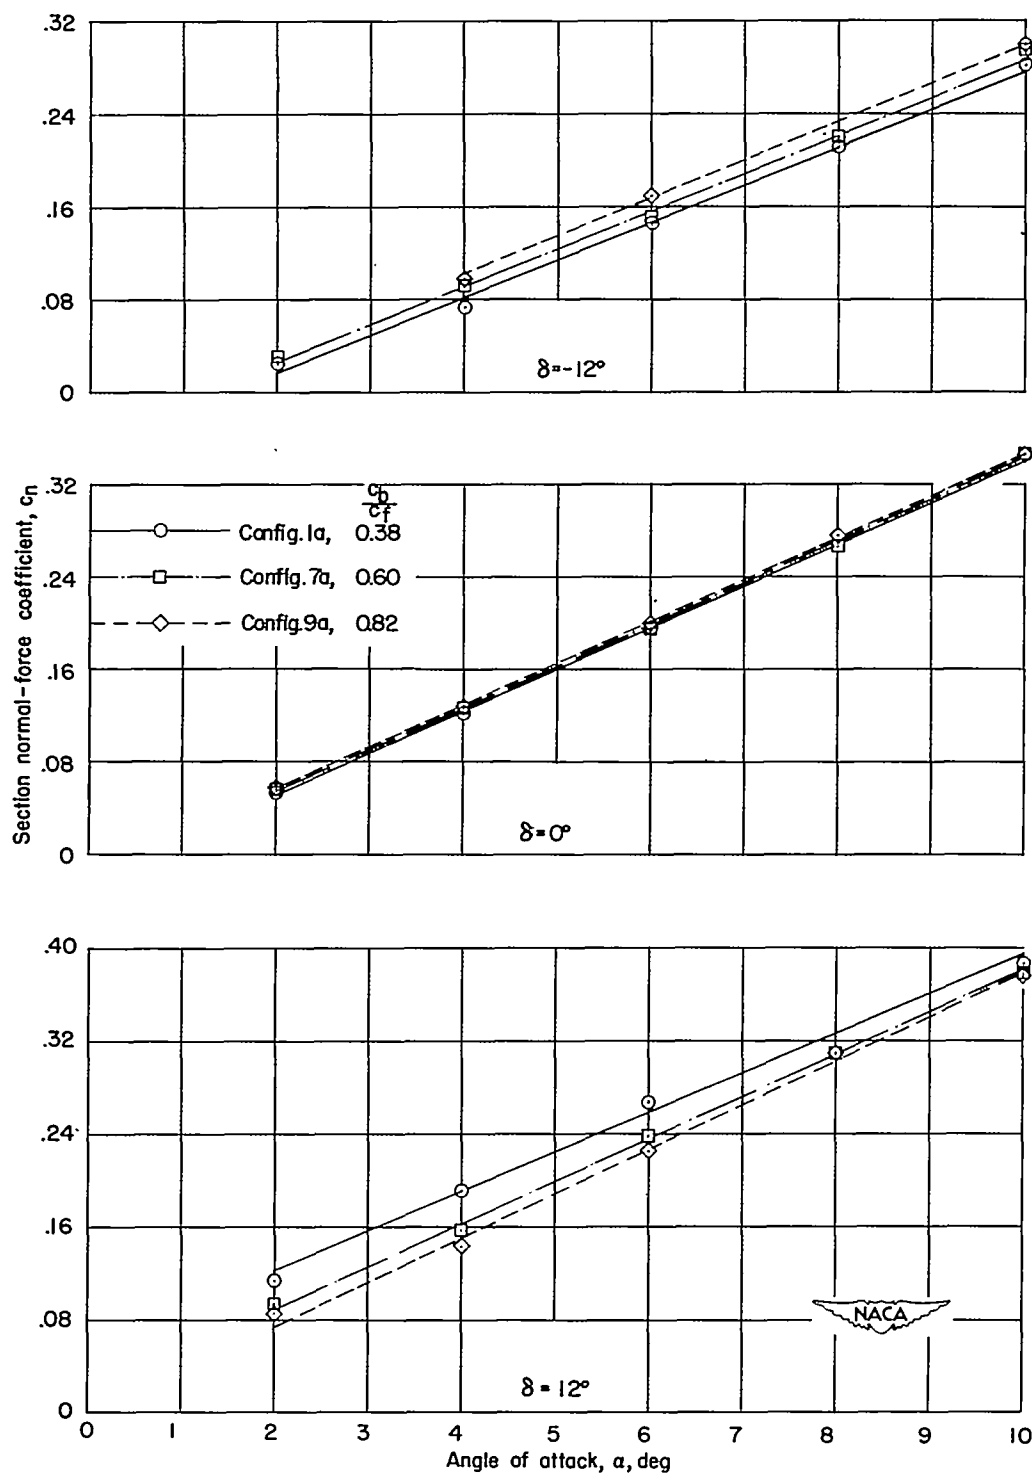 .32
.24
.16
.08
0
δ=-12°
Section normal-force coefficient, cn
.32
.24
.16
.08
0
cb
cf
Config. 1a, 0.38
Config. 7a, 0.60
Config. 9a, 0.82
δ=0°
.40
.32
.24
.16
.08
0
NACA
δ = 12°
0 1 2 3 4 5 6 7 8 9 10
Angle of attack, α, deg